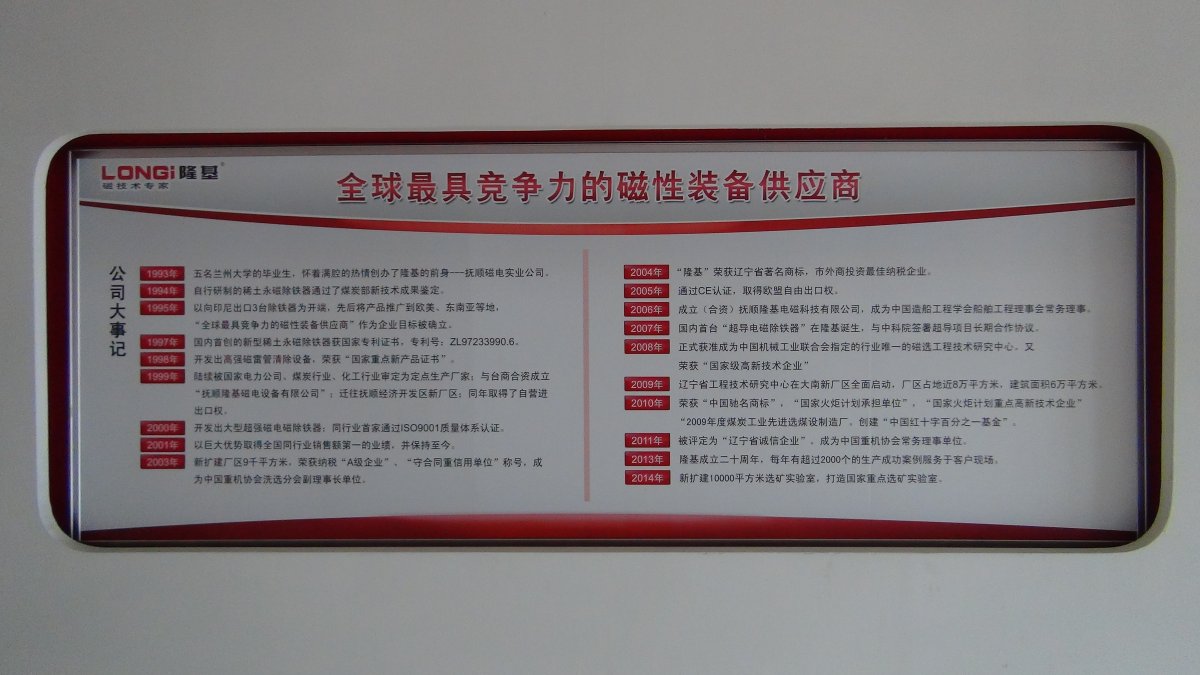 LONGi 隆基®
磁技术专家
全球最具竞争力的磁性装备供应商
公司大事记
1993年 五名兰州大学的毕业生，怀着满腔的热情创办了隆基的前身---抚顺磁电实业公司。
1994年 自行研制的稀土永磁除铁器通过了煤炭部新技术成果鉴定。
1995年 以向印尼出口3台除铁器为开端，先后将产品推广到欧美、东南亚等地，
“全球最具竞争力的磁性装备供应商”作为企业目标被确立。
1997年 国内首创的新型稀土永磁除铁器获国家专利证书，专利号：ZL97233990.6。
1998年 开发出高强磁雷管清除设备，荣获“国家重点新产品证书”。
1999年 陆续被国家电力公司、煤炭行业、化工行业审定为定点生产厂家；与台商合资成立
“抚顺隆基磁电设备有限公司”；迁往抚顺经济开发区新厂区；同年取得了自营进
出口权。
2000年 开发出大型超强磁电磁除铁器；同行业首家通过ISO9001质量体系认证。
2001年 以巨大优势取得全国同行业销售额第一的业绩，并保持至今。
2003年 新扩建厂区9千平方米，荣获纳税“A级企业”、“守合同重信用单位”称号，成
为中国重机协会洗选分会副理事长单位。
2004年 “隆基”荣获辽宁省著名商标，市外商投资最佳纳税企业。
2005年 通过CE认证，取得欧盟自由出口权。
2006年 成立（合资）抚顺隆基电磁科技有限公司，成为中国造船工程学会船舶工程理事会常务理事。
2007年 国内首台“超导电磁除铁器”在隆基诞生，与中科院签署超导项目长期合作协议。
2008年 正式获准成为中国机械工业联合会指定的行业唯一的磁选工程技术研究中心。又
荣获“国家级高新技术企业”
2009年 辽宁省工程技术研究中心在大南新厂区全面启动，厂区占地近8万平方米，建筑面积6万平方米。
2010年 荣获“中国驰名商标”，“国家火炬计划承担单位”，“国家火炬计划重点高新技术企业”
“2009年度煤炭工业先进选煤设制造厂，创建“中国红十字百分之一基金”。
2011年 被评定为“辽宁省诚信企业”。成为中国重机协会常务理事单位.
2013年 隆基成立二十周年，每年有超过2000个的生产成功案例服务于客户现场。
2014年 新扩建10000平方米选矿实验室，打造国家重点选矿实验室。